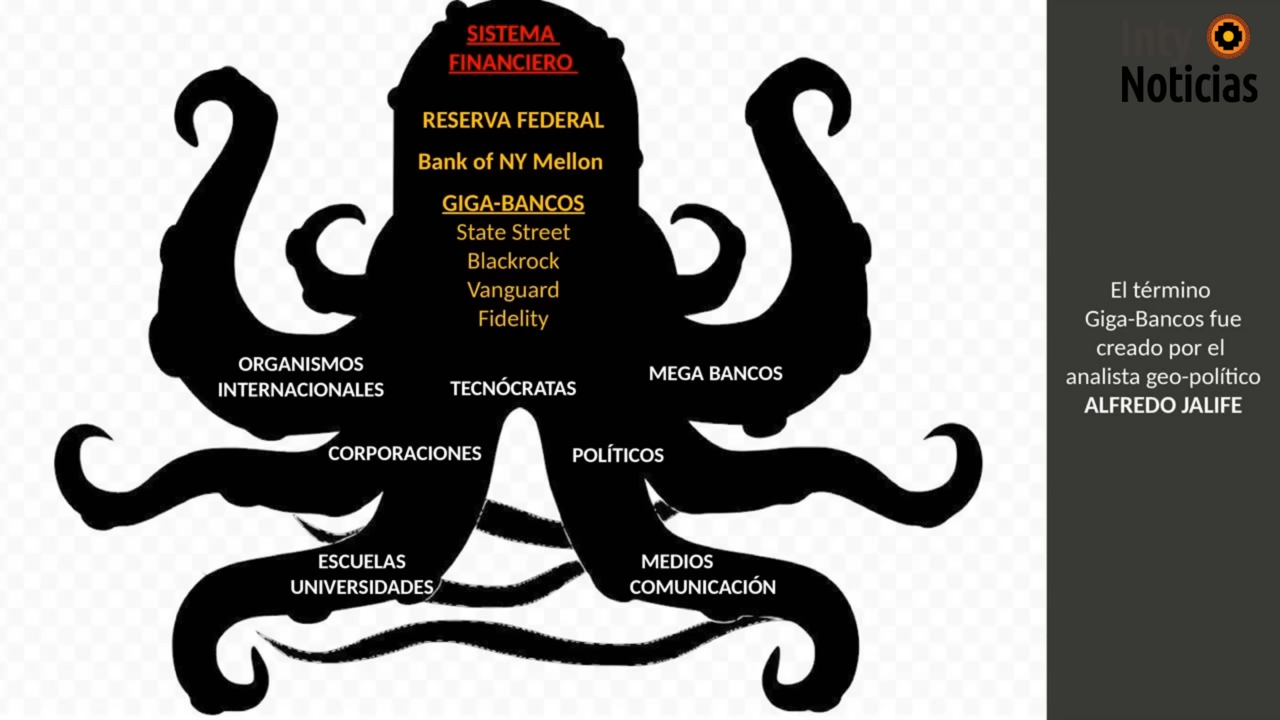 SISTEMA
FINANCIERO
RESERVA FEDERAL
Bank of NY Mellon
GIGA-BANCOS
State Street
Blackrock
Vanguard
Fidelity
ORGANISMOS
INTERNACIONALES
TECNÓCRATAS
MEGA BANCOS
CORPORACIONES
POLÍTICOS
ESCUELAS
UNIVERSIDADES
MEDIOS
COMUNICACIÓN
Inty
Noticias
El término
Giga-Bancos fue
creado por el
analista geo-político
ALFREDO JALIFE